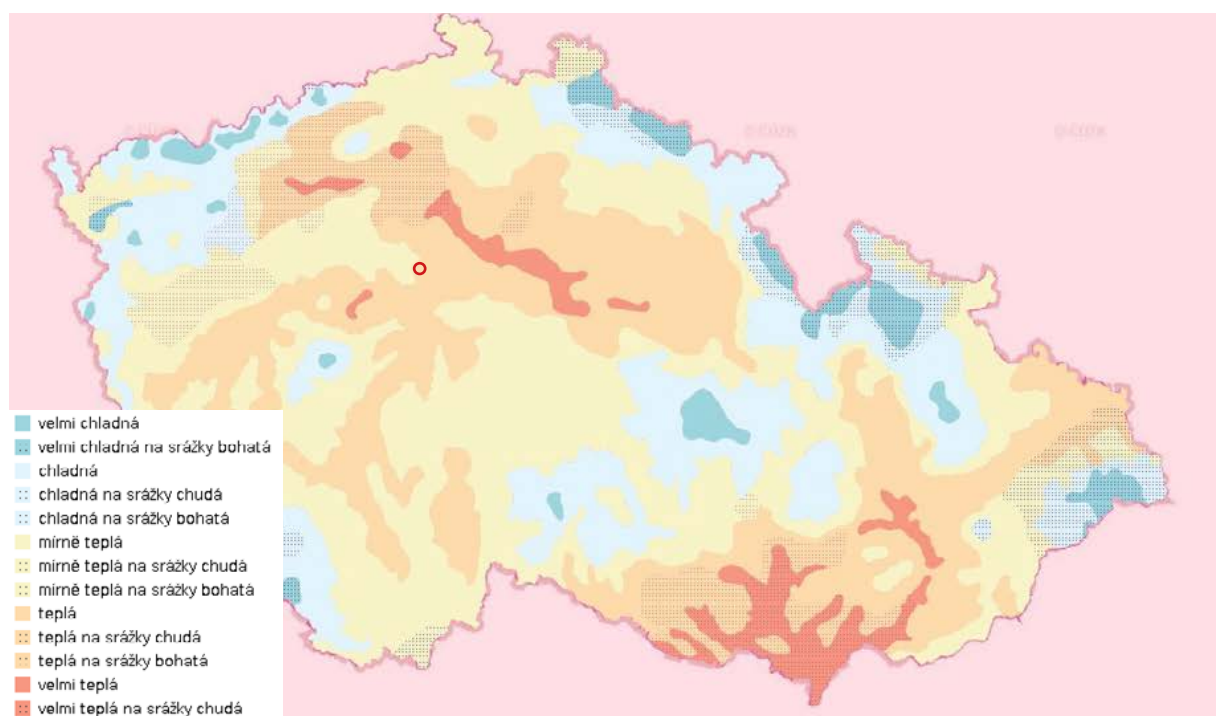 velmi chladná
velmi chladná na srážky bohatá
chladná
chladná na srážky chudá
chladná na srážky bohatá
mírně teplá
mírně teplá na srážky chudá
mírně teplá na srážky bohatá
teplá
teplá na srážky chudá
teplá na srážky bohatá
velmi teplá
velmi teplá na srážky chudá